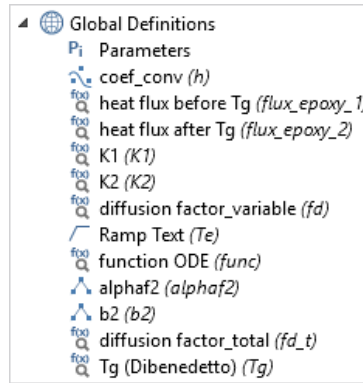 Global Definitions
Pi Parameters
coef_conv (h)
f(x) heat flux before Tg (flux_epoxy_1)
f(x) heat flux after Tg (flux_epoxy_2)
f(x) K1 (K1)
f(x) K2 (K2)
f(x) diffusion factor_variable (fd)
Ramp Text (Te)
f(x) function ODE (func)
alphaf2 (alphaf2)
b2 (b2)
f(x) diffusion factor_total (fd_t)
f(x) Tg (Dibenedetto) (Tg)